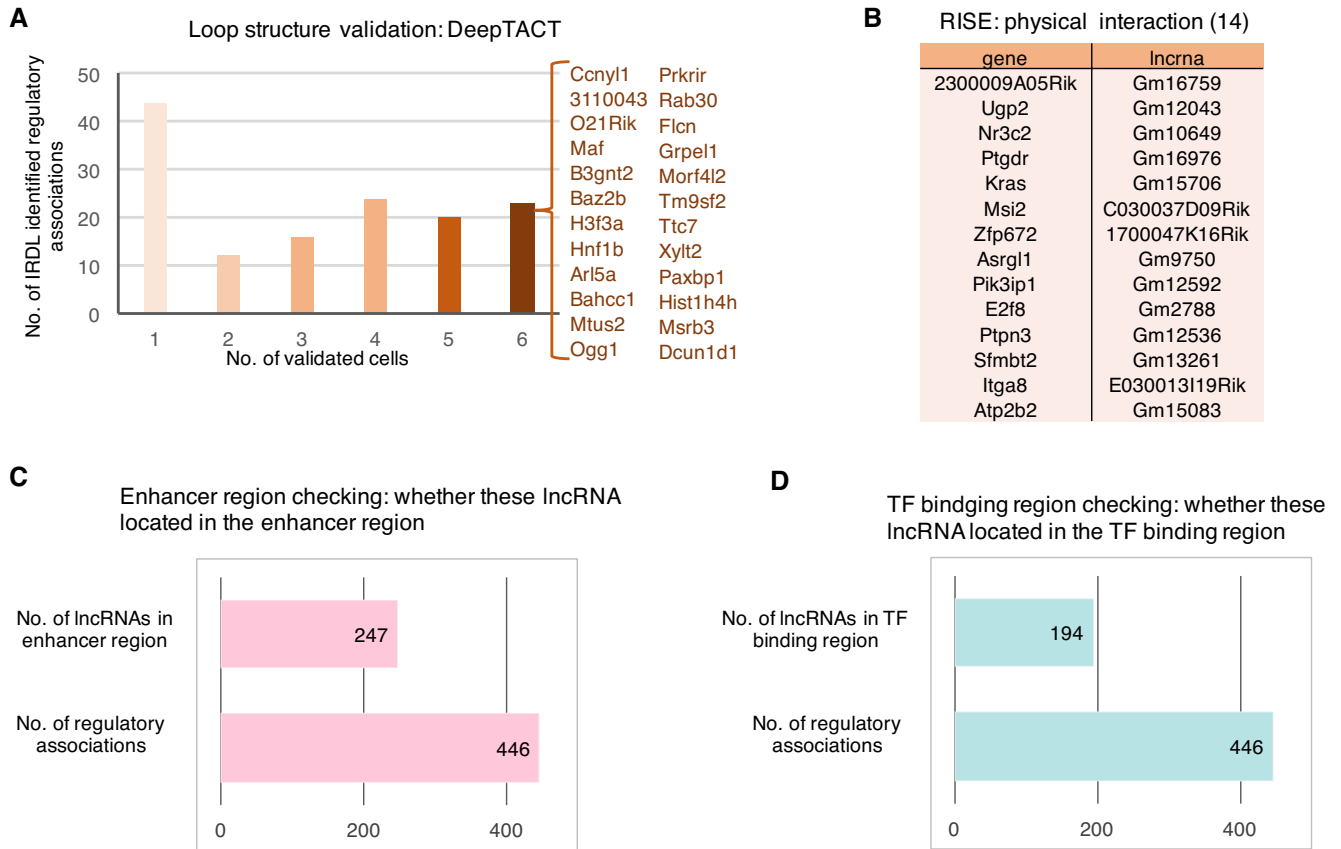 A
Loop structure validation: DeepTACT
No. of IRDL identified regulatory
associations
50
40
30
20
10
0
1 2 3 4 5 6
No. of validated cells
Ccnyl1 Prkrir
3110043 Rab30
O21Rik Flcn
Maf Grpel1
B3gnt2 Morf4l2
Baz2b Tm9sf2
H3f3a Ttc7
Hnf1b Xylt2
Arl5a Paxbp1
Bahcc1 Hist1h4h
Mtus2 Msrb3
Ogg1 Dcun1d1
B
RISE: physical interaction (14)
gene lncrna
2300009A05Rik Gm16759
Ugp2 Gm12043
Nr3c2 Gm10649
Ptgdr Gm16976
Kras Gm15706
Msi2 C030037D09Rik
Zfp672 1700047K16Rik
Asrgl1 Gm9750
Pik3ip1 Gm12592
E2f8 Gm2788
Ptpn3 Gm12536
Sfmbt2 Gm13261
Itga8 E030013I19Rik
Atp2b2 Gm15083
C
Enhancer region checking: whether these lncRNA
located in the enhancer region
No. of lncRNAs in
enhancer region
247
No. of regulatory
associations
446
0 200 400
D
TF bindging region checking: whether these
lncRNA located in the TF binding region
No. of lncRNAs in TF
binding region
194
No. of regulatory
associations
446
0 200 400